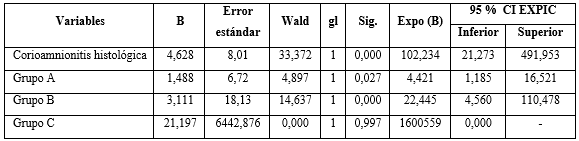 Variables B Error estándar Wald gl Sig. Expo (B) 95 % CI EXPIC
Inferior Superior
Corioamnionitis histológica 4,628 8,01 33,372 1 0,000 102,234 21,273 491,953
Grupo A 1,488 6,72 4,897 1 0,027 4,421 1,185 16,521
Grupo B 3,111 18,13 14,637 1 0,000 22,445 4,560 110,478
Grupo C 21,197 6442,876 0,000 1 0,997 1600559 0,000 -